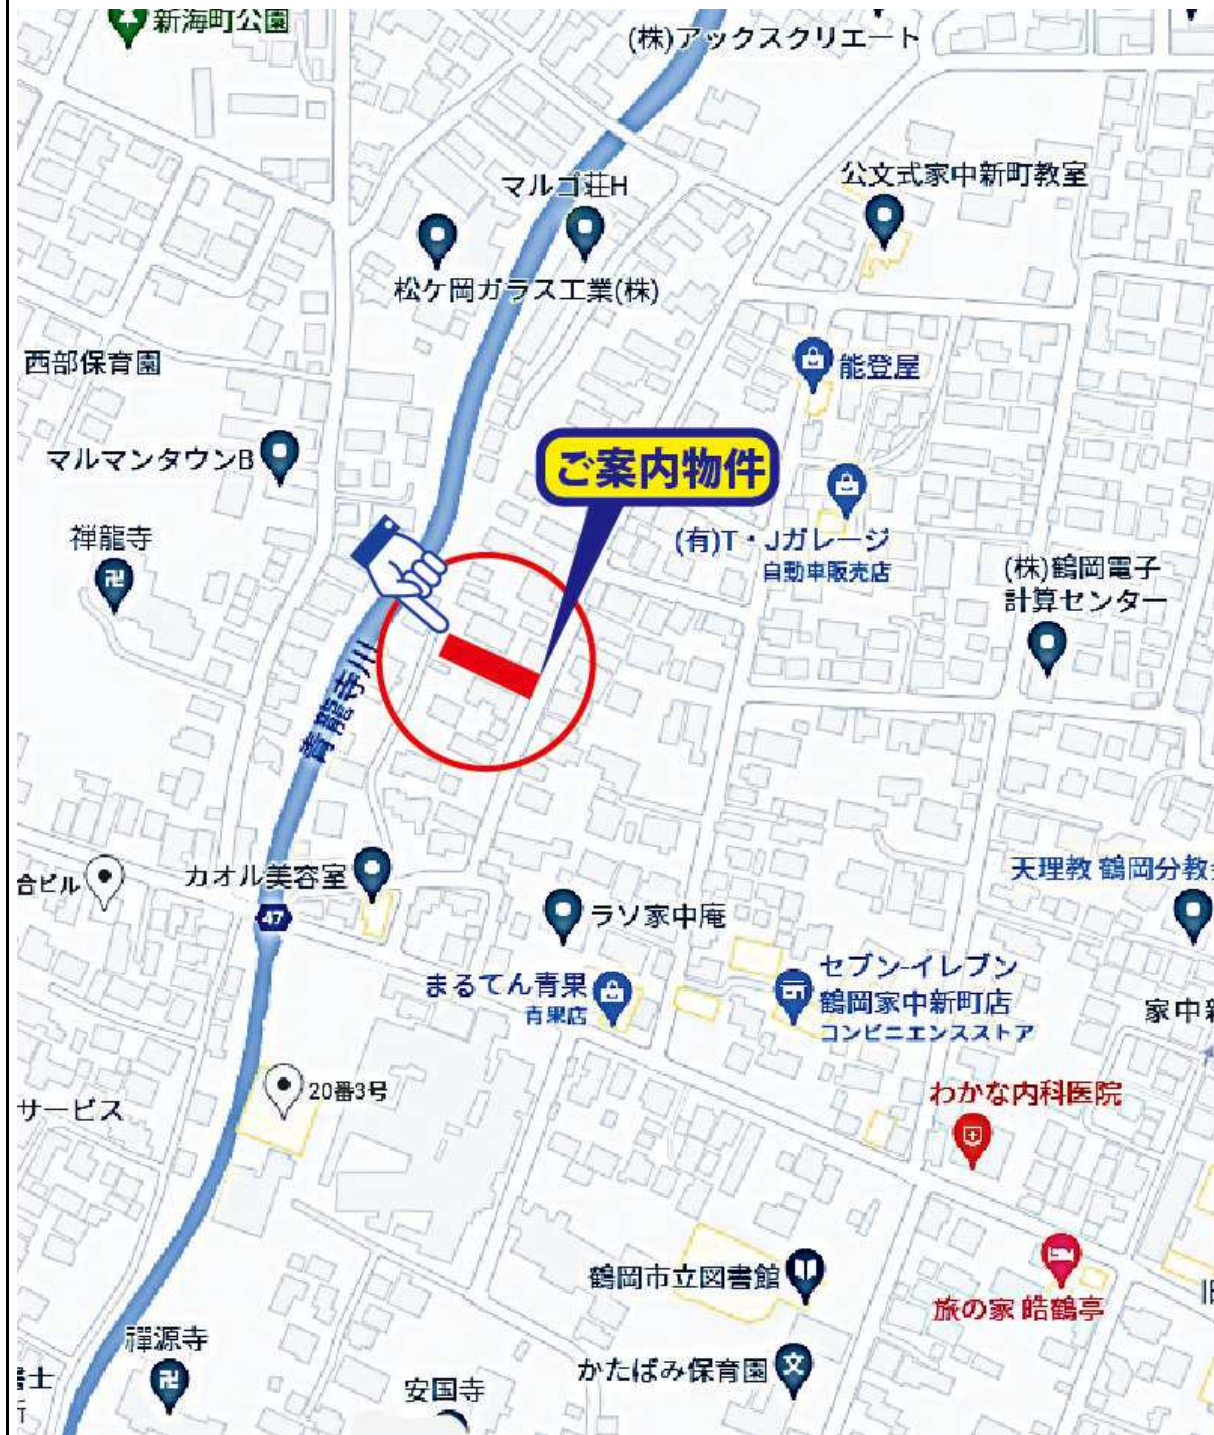 新海町公園
(株)アックスクリエート
公文式家中新町教室
マルゴ荘H
松ケ岡ガラス工業(株)
西部保育園
能登屋
マルマンタウンB
ご案内物件
(有)T・Jガレージ
自動車販売店
禅龍寺
(株)鶴岡電子
計算センター
青龍寺川
カオル美容室
合ビル
47
天理教 鶴岡分教会
ラソ家中庵
まるてん青果
青果店
セブン-イレブン
鶴岡家中新町店
コンビニエンスストア
家中新
20番3号
サービス
わかな内科医院
鶴岡市立図書館
旅の家 皓鶴亭
旧
禪源寺
かたばみ保育園
安国寺
書士
所